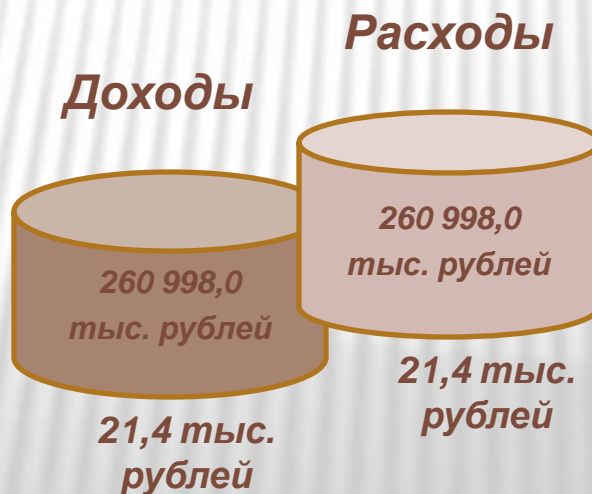 Расходы
Доходы
260 998,0
тыс. рублей
260 998,0
тыс. рублей
21,4 тыс.
рублей
21,4 тыс.
рублей